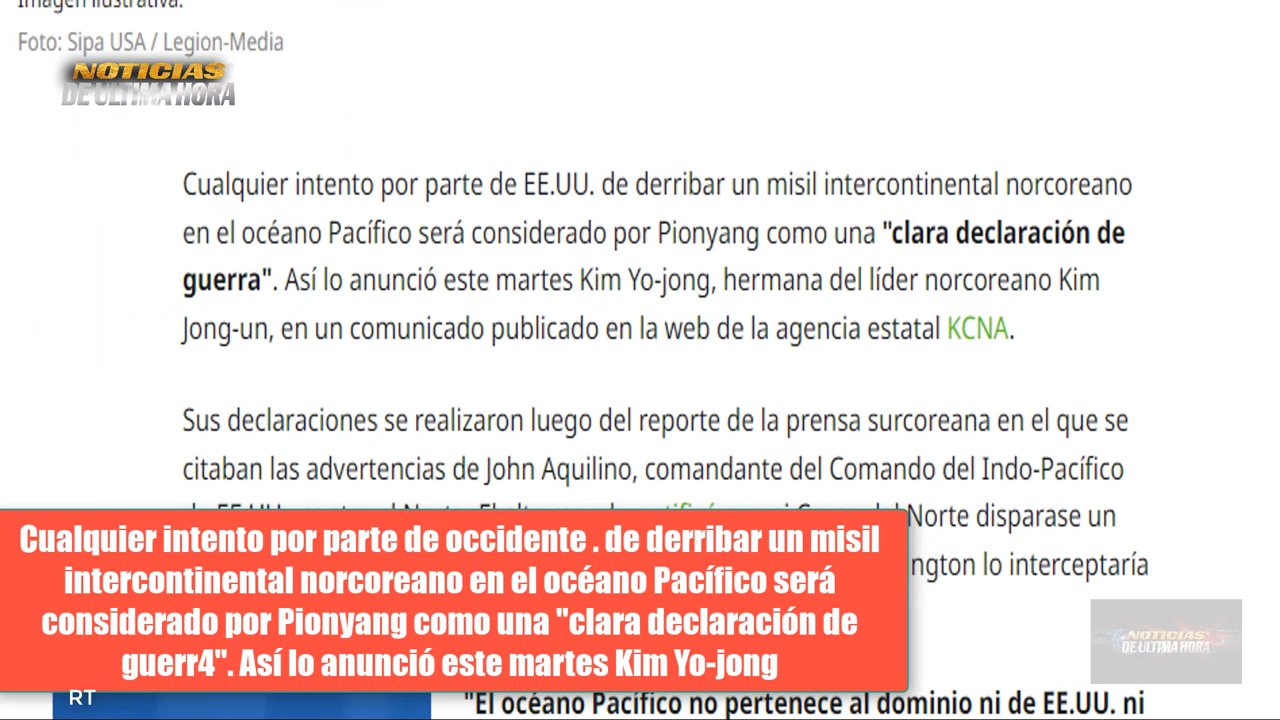 Imagen ilustrativa.
Foto: Sipa USA / Legion-Media
NOTICIAS
DE ULTIMA HORA
Cualquier intento por parte de EE.UU. de derribar un misil intercontinental norcoreano
en el océano Pacífico será considerado por Pionyang como una "clara declaración de
guerra". Así lo anunció este martes Kim Yo-jong, hermana del líder norcoreano Kim
Jong-un, en un comunicado publicado en la web de la agencia estatal KCNA.
Sus declaraciones se realizaron luego del reporte de la prensa surcoreana en el que se
citaban las advertencias de John Aquilino, comandante del Comando del Indo-Pacífico
Norte disparase un
lo interceptaría
Cualquier intento por parte de occidente . de derribar un misil
intercontinental norcoreano en el océano Pacífico será
considerado por Pionyang como una "clara declaración de
guerr4". Así lo anunció este martes Kim Yo-jong
NOTICIAS
DE ULTIMA HORA
RT
"El océano Pacífico no pertenece al dominio ni de EE.UU. ni